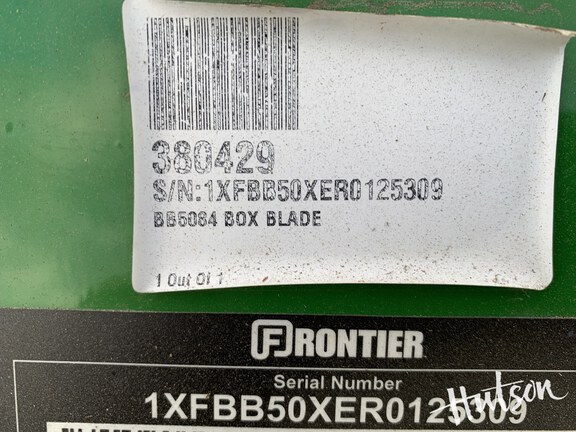 380429
S/N:1XFBB50XER0125309
BB5084 BOX BLADE
1 Out Of 1
FRONTIER
Serial Number
1XFBB50XER0125309
Hutson